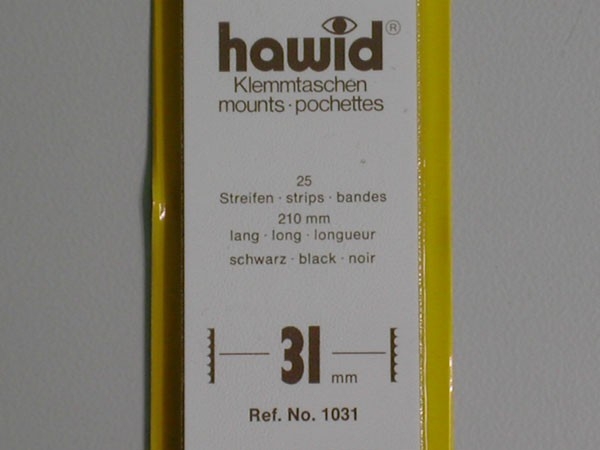 hawid®
Klemmtaschen
mounts · pochettes
25
Streifen · strips · bandes
210 mm
lang · long · longueur
schwarz · black · noir
31 mm
Ref. No. 1031